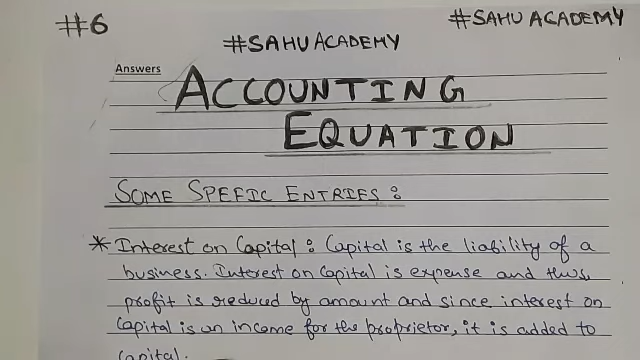 #6
#SAHU ACADEMY
#SAHU ACADEMY
Answers
ACCOUNTING
EQUATION
SOME SPEFIC ENTRIES :
* Interest on Capital : Capital is the liability of a
business. Interest on Capital is expense and thus,
profit is reduced by amount and since interest on
Capital is an income for the proprietor, it is added to
Capital.